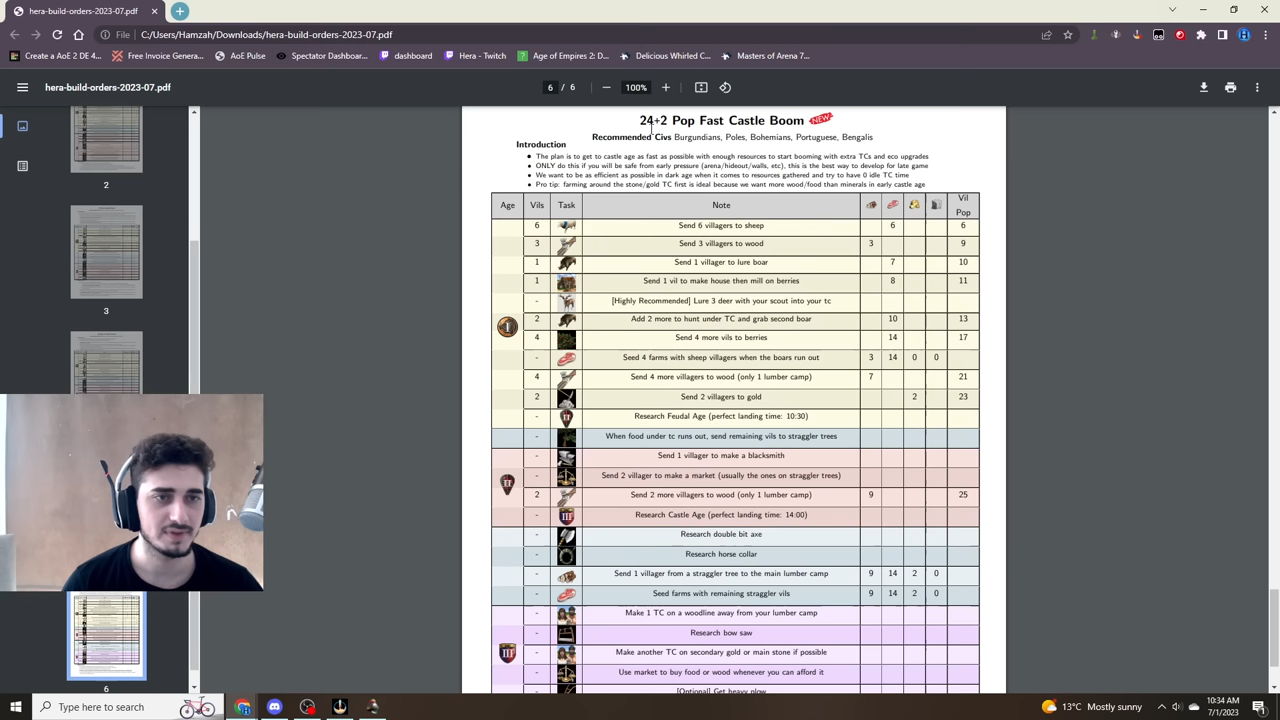 Create a AoE 2 DE 4...
Free Invoice Genera...
AoE Pulse
Spectator Dashboar...
dashboard
Hera - Twitch
Age of Empires 2: D...
Delicious Whirled C...
Masters of Arena 7...
hera-build-orders-2023-07.pdf
6 / 6
100%
2
3
6
24+2 Pop Fast Castle Boom NEW
Recommended Civs Burgundians, Poles, Bohemians, Portuguese, Bengalis
Introduction
The plan is to get to castle age as fast as possible with enough resources to start booming with extra TCs and eco upgrades
ONLY do this if you will be safe from early pressure (arena/hideout/walls, etc), this is the best way to develop for late game
We want to be as efficient as possible in dark age when it comes to resources gathered and try to have 0 idle TC time
Pro tip: farming around the stone/gold TC first is ideal because we want more wood/food than minerals in early castle age
Age Vils Task Note Vil Pop
6 Send 6 villagers to sheep 6 6
3 Send 3 villagers to wood 3 9
1 Send 1 villager to lure boar 7 10
1 Send 1 vil to make house then mill on berries 8 11
- [Highly Recommended] Lure 3 deer with your scout into your tc
I
2 Add 2 more to hunt under TC and grab second boar 10 13
4 Send 4 more vils to berries 14 17
- Seed 4 farms with sheep villagers when the boars run out 3 14 0 0
4 Send 4 more villagers to wood (only 1 lumber camp) 7 21
2 Send 2 villagers to gold 2 23
- II Research Feudal Age (perfect landing time: 10:30)
- When food under tc runs out, send remaining vils to straggler trees
- Send 1 villager to make a blacksmith
II - Send 2 villager to make a market (usually the ones on straggler trees)
2 Send 2 more villagers to wood (only 1 lumber camp) 9 25
- III Research Castle Age (perfect landing time: 14:00)
- Research double bit axe
- Research horse collar
- Send 1 villager from a straggler tree to the main lumber camp 9 14 2 0
- Seed farms with remaining straggler vils 9 14 2 0
- Make 1 TC on a woodline away from your lumber camp
- Research bow saw
III - Make another TC on secondary gold or main stone if possible
- Use market to buy food or wood whenever you can afford it
[Optional] Get heavy plow
Type here to search
13°C Mostly sunny
10:34 AM
7/1/2023